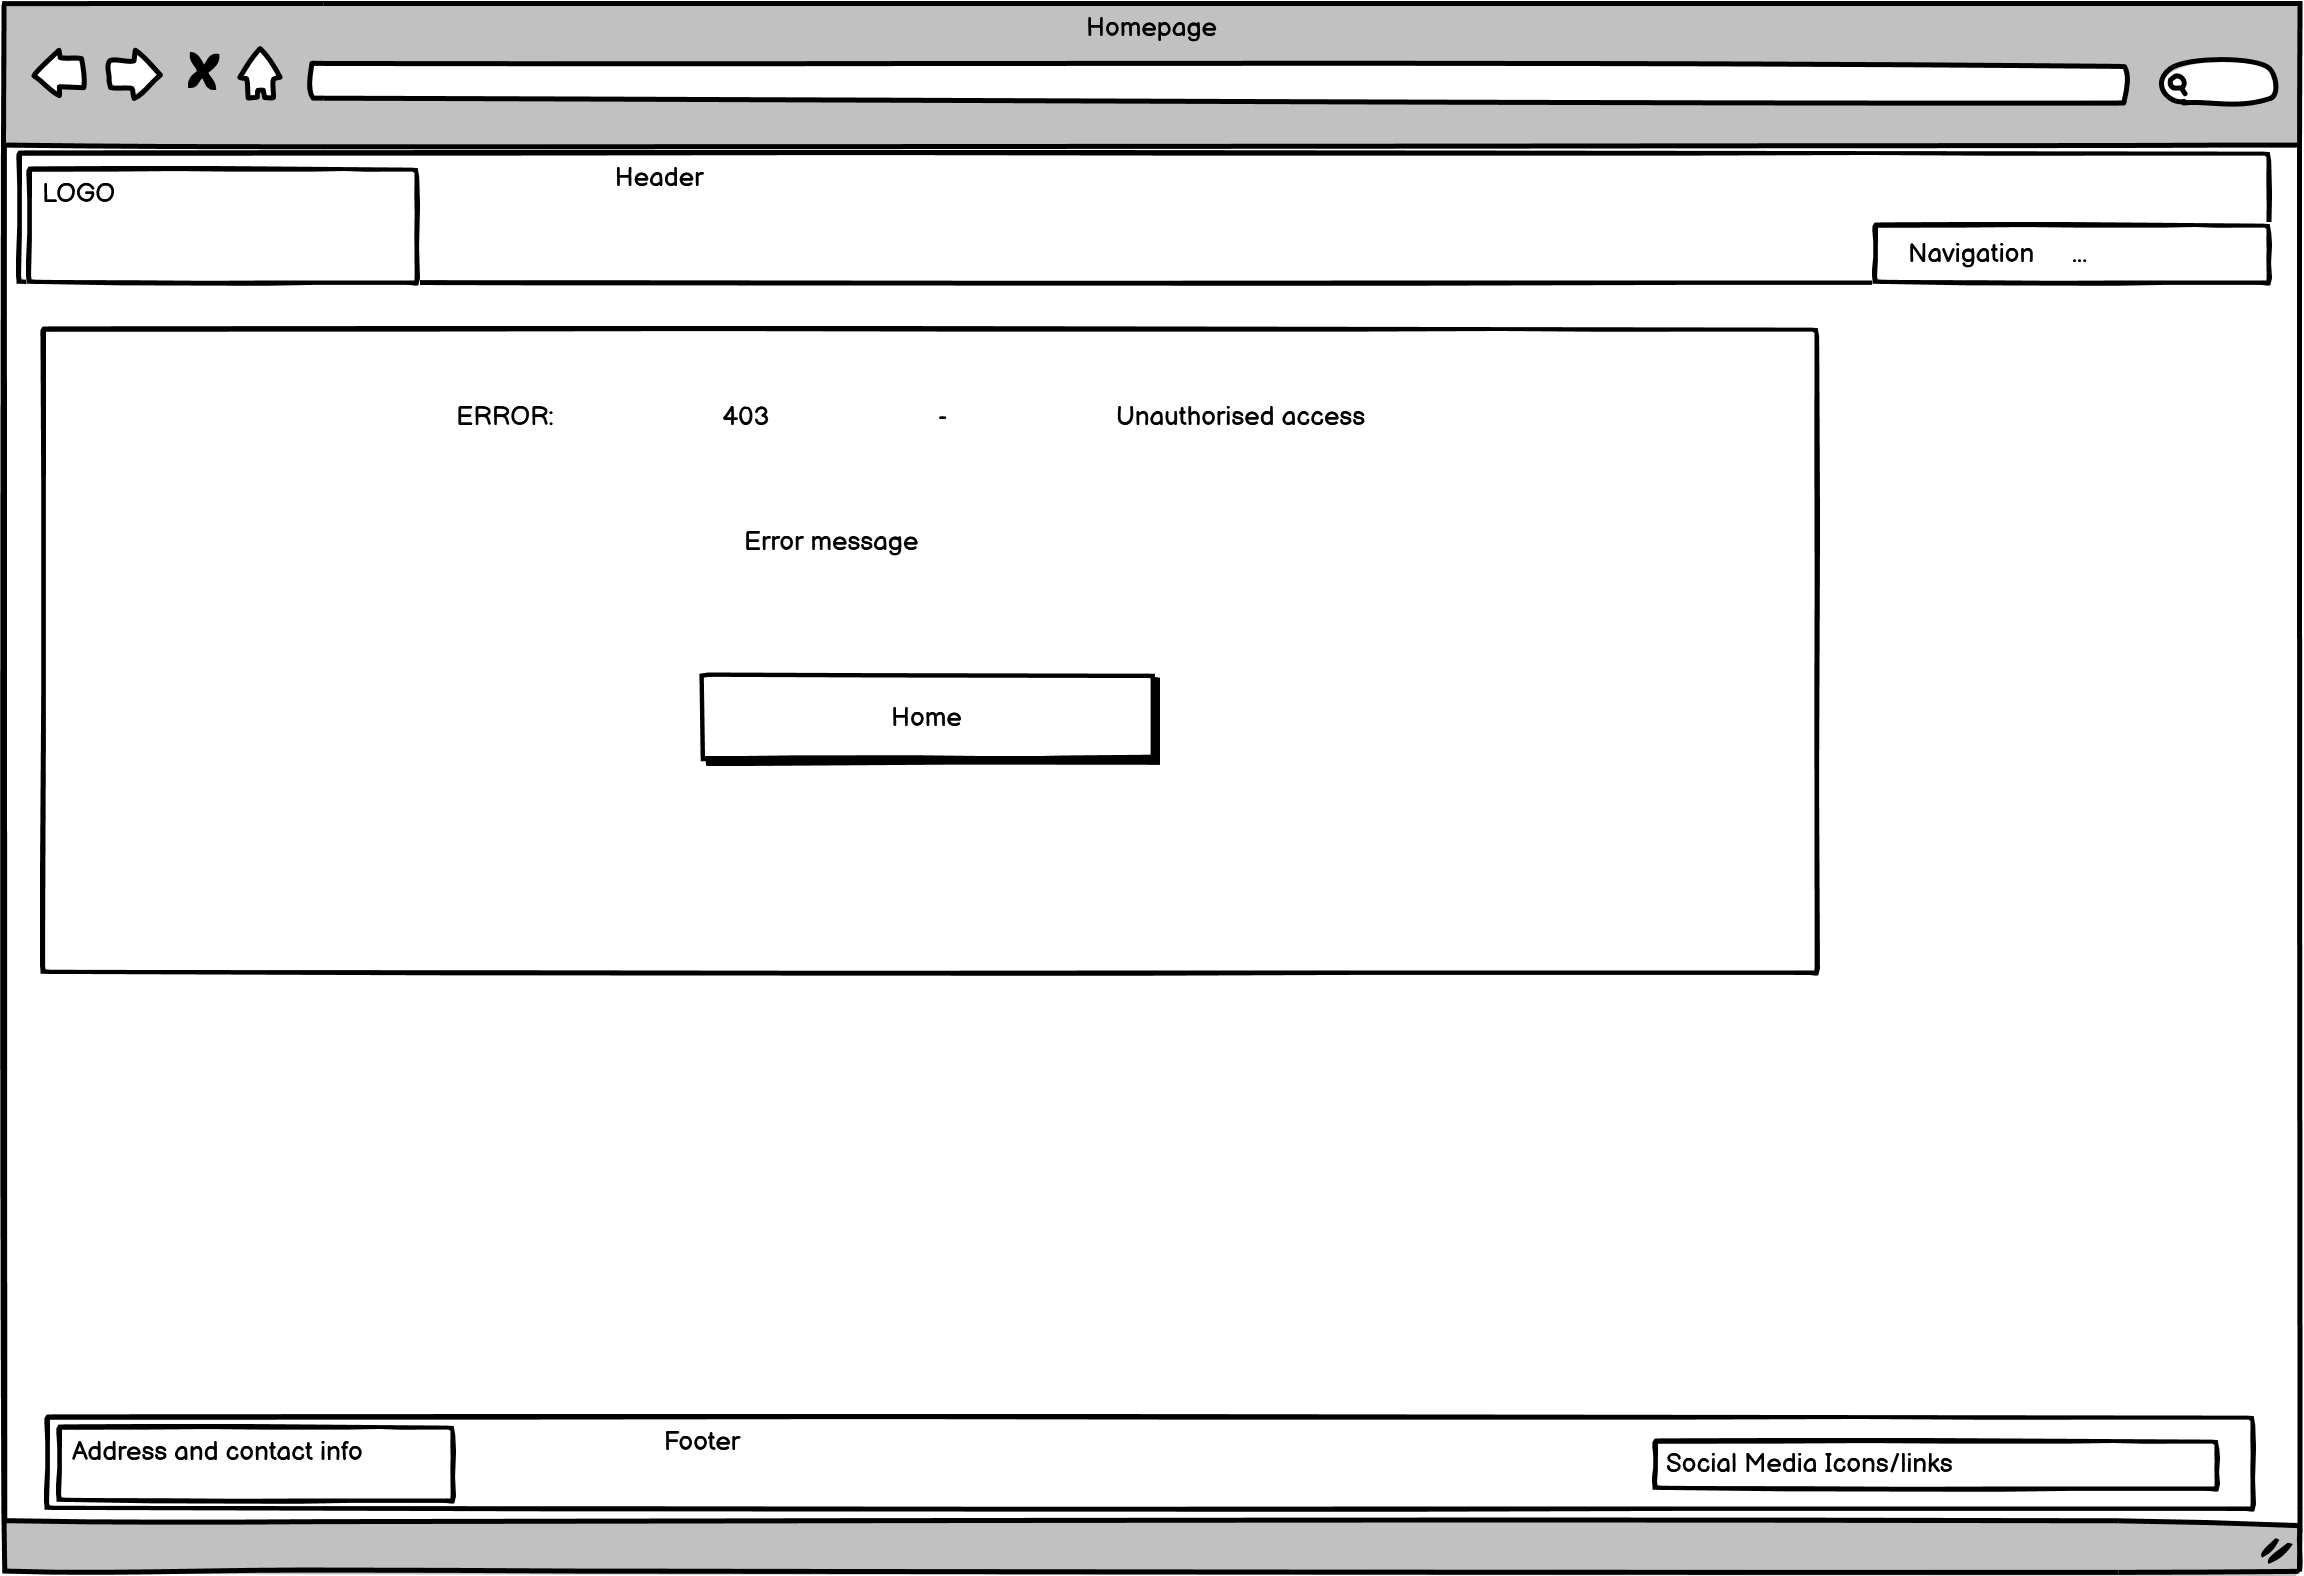 Homepage
LOGO
Header
Navigation ...
ERROR: 403 - Unauthorised access
Error message
Home
Address and contact info
Footer
Social Media Icons/links